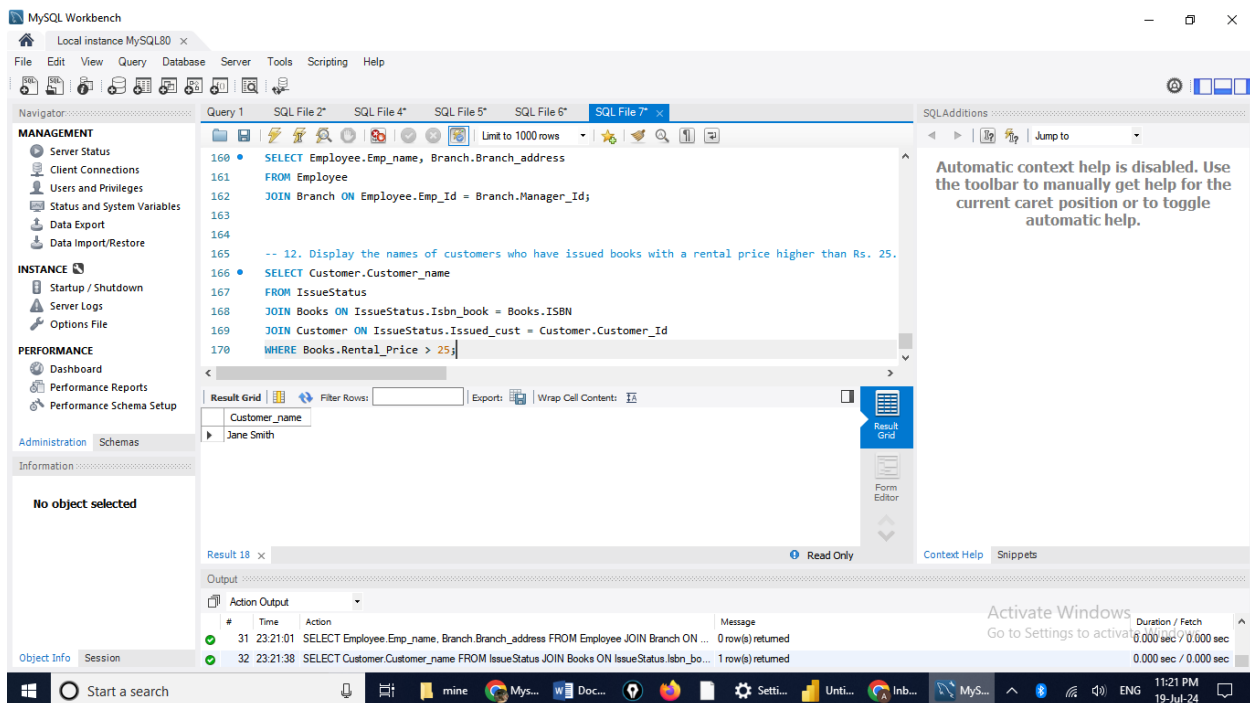 MySQL Workbench
Local instance MySQL80
File Edit View Query Database Server Tools Scripting Help
Navigator
MANAGEMENT
Server Status
Client Connections
Users and Privileges
Status and System Variables
Data Export
Data Import/Restore
INSTANCE
Startup / Shutdown
Server Logs
Options File
PERFORMANCE
Dashboard
Performance Reports
Performance Schema Setup
Administration Schemas
Information
No object selected
Object Info Session
Query 1 SQL File 2* SQL File 4* SQL File 5* SQL File 6* SQL File 7*
Limit to 1000 rows
160 SELECT Employee.Emp_name, Branch.Branch_address
161 FROM Employee
162 JOIN Branch ON Employee.Emp_Id = Branch.Manager_Id;
163
164
165 -- 12. Display the names of customers who have issued books with a rental price higher than Rs. 25.
166 SELECT Customer.Customer_name
167 FROM IssueStatus
168 JOIN Books ON IssueStatus.Isbn_book = Books.ISBN
169 JOIN Customer ON IssueStatus.Issued_cust = Customer.Customer_Id
170 WHERE Books.Rental_Price > 25;
Result Grid Filter Rows: Export: Wrap Cell Content:
Customer_name
Jane Smith
Result Grid
Form Editor
Result 18 Read Only
Output
Action Output
# Time Action Message Duration / Fetch
31 23:21:01 SELECT Employee.Emp_name, Branch.Branch_address FROM Employee JOIN Branch ON ... 0 row(s) returned 0.000 sec / 0.000 sec
32 23:21:38 SELECT Customer.Customer_name FROM IssueStatus JOIN Books ON IssueStatus.Isbn_bo... 1 row(s) returned 0.000 sec / 0.000 sec
SQLAdditions
Jump to
Automatic context help is disabled. Use
the toolbar to manually get help for the
current caret position or to toggle
automatic help.
Context Help Snippets
Activate Windows
Go to Settings to activate Windows.
Start a search mine Mys... Doc... Setti... Unti... Inb... MyS... ENG
11:21 PM
19-Jul-24